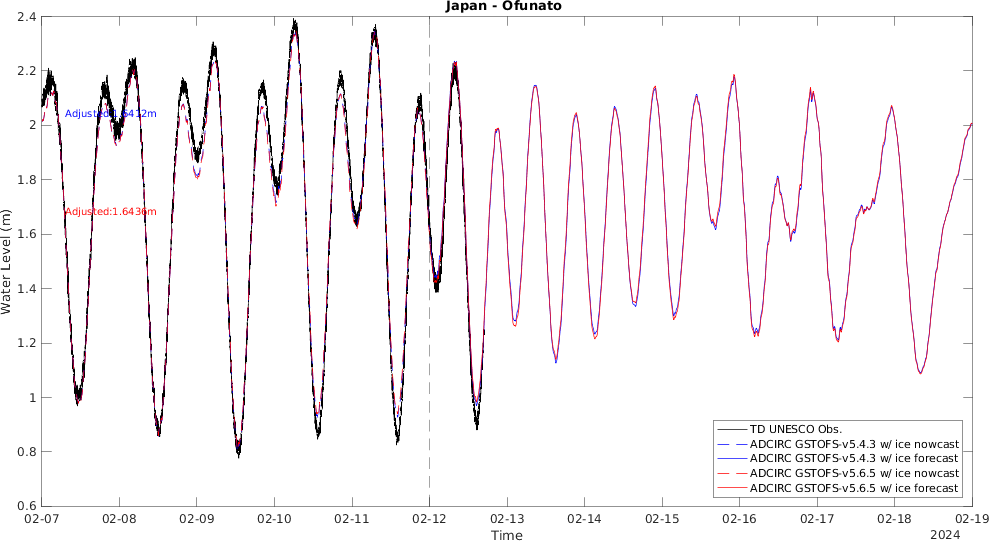 Japan - Ofunato
2.4
2.2
2
1.8
1.6
1.4
1.2
1
0.8
0.6
Water Level (m)
Adjusted:1.6412m
Adjusted:1.6436m
TD UNESCO Obs.
ADCIRC GSTOFS-v5.4.3 w/ ice nowcast
ADCIRC GSTOFS-v5.4.3 w/ ice forecast
ADCIRC GSTOFS-v5.6.5 w/ ice nowcast
ADCIRC GSTOFS-v5.6.5 w/ ice forecast
02-07 02-08 02-09 02-10 02-11 02-12 02-13 02-14 02-15 02-16 02-17 02-18 02-19
Time
2024